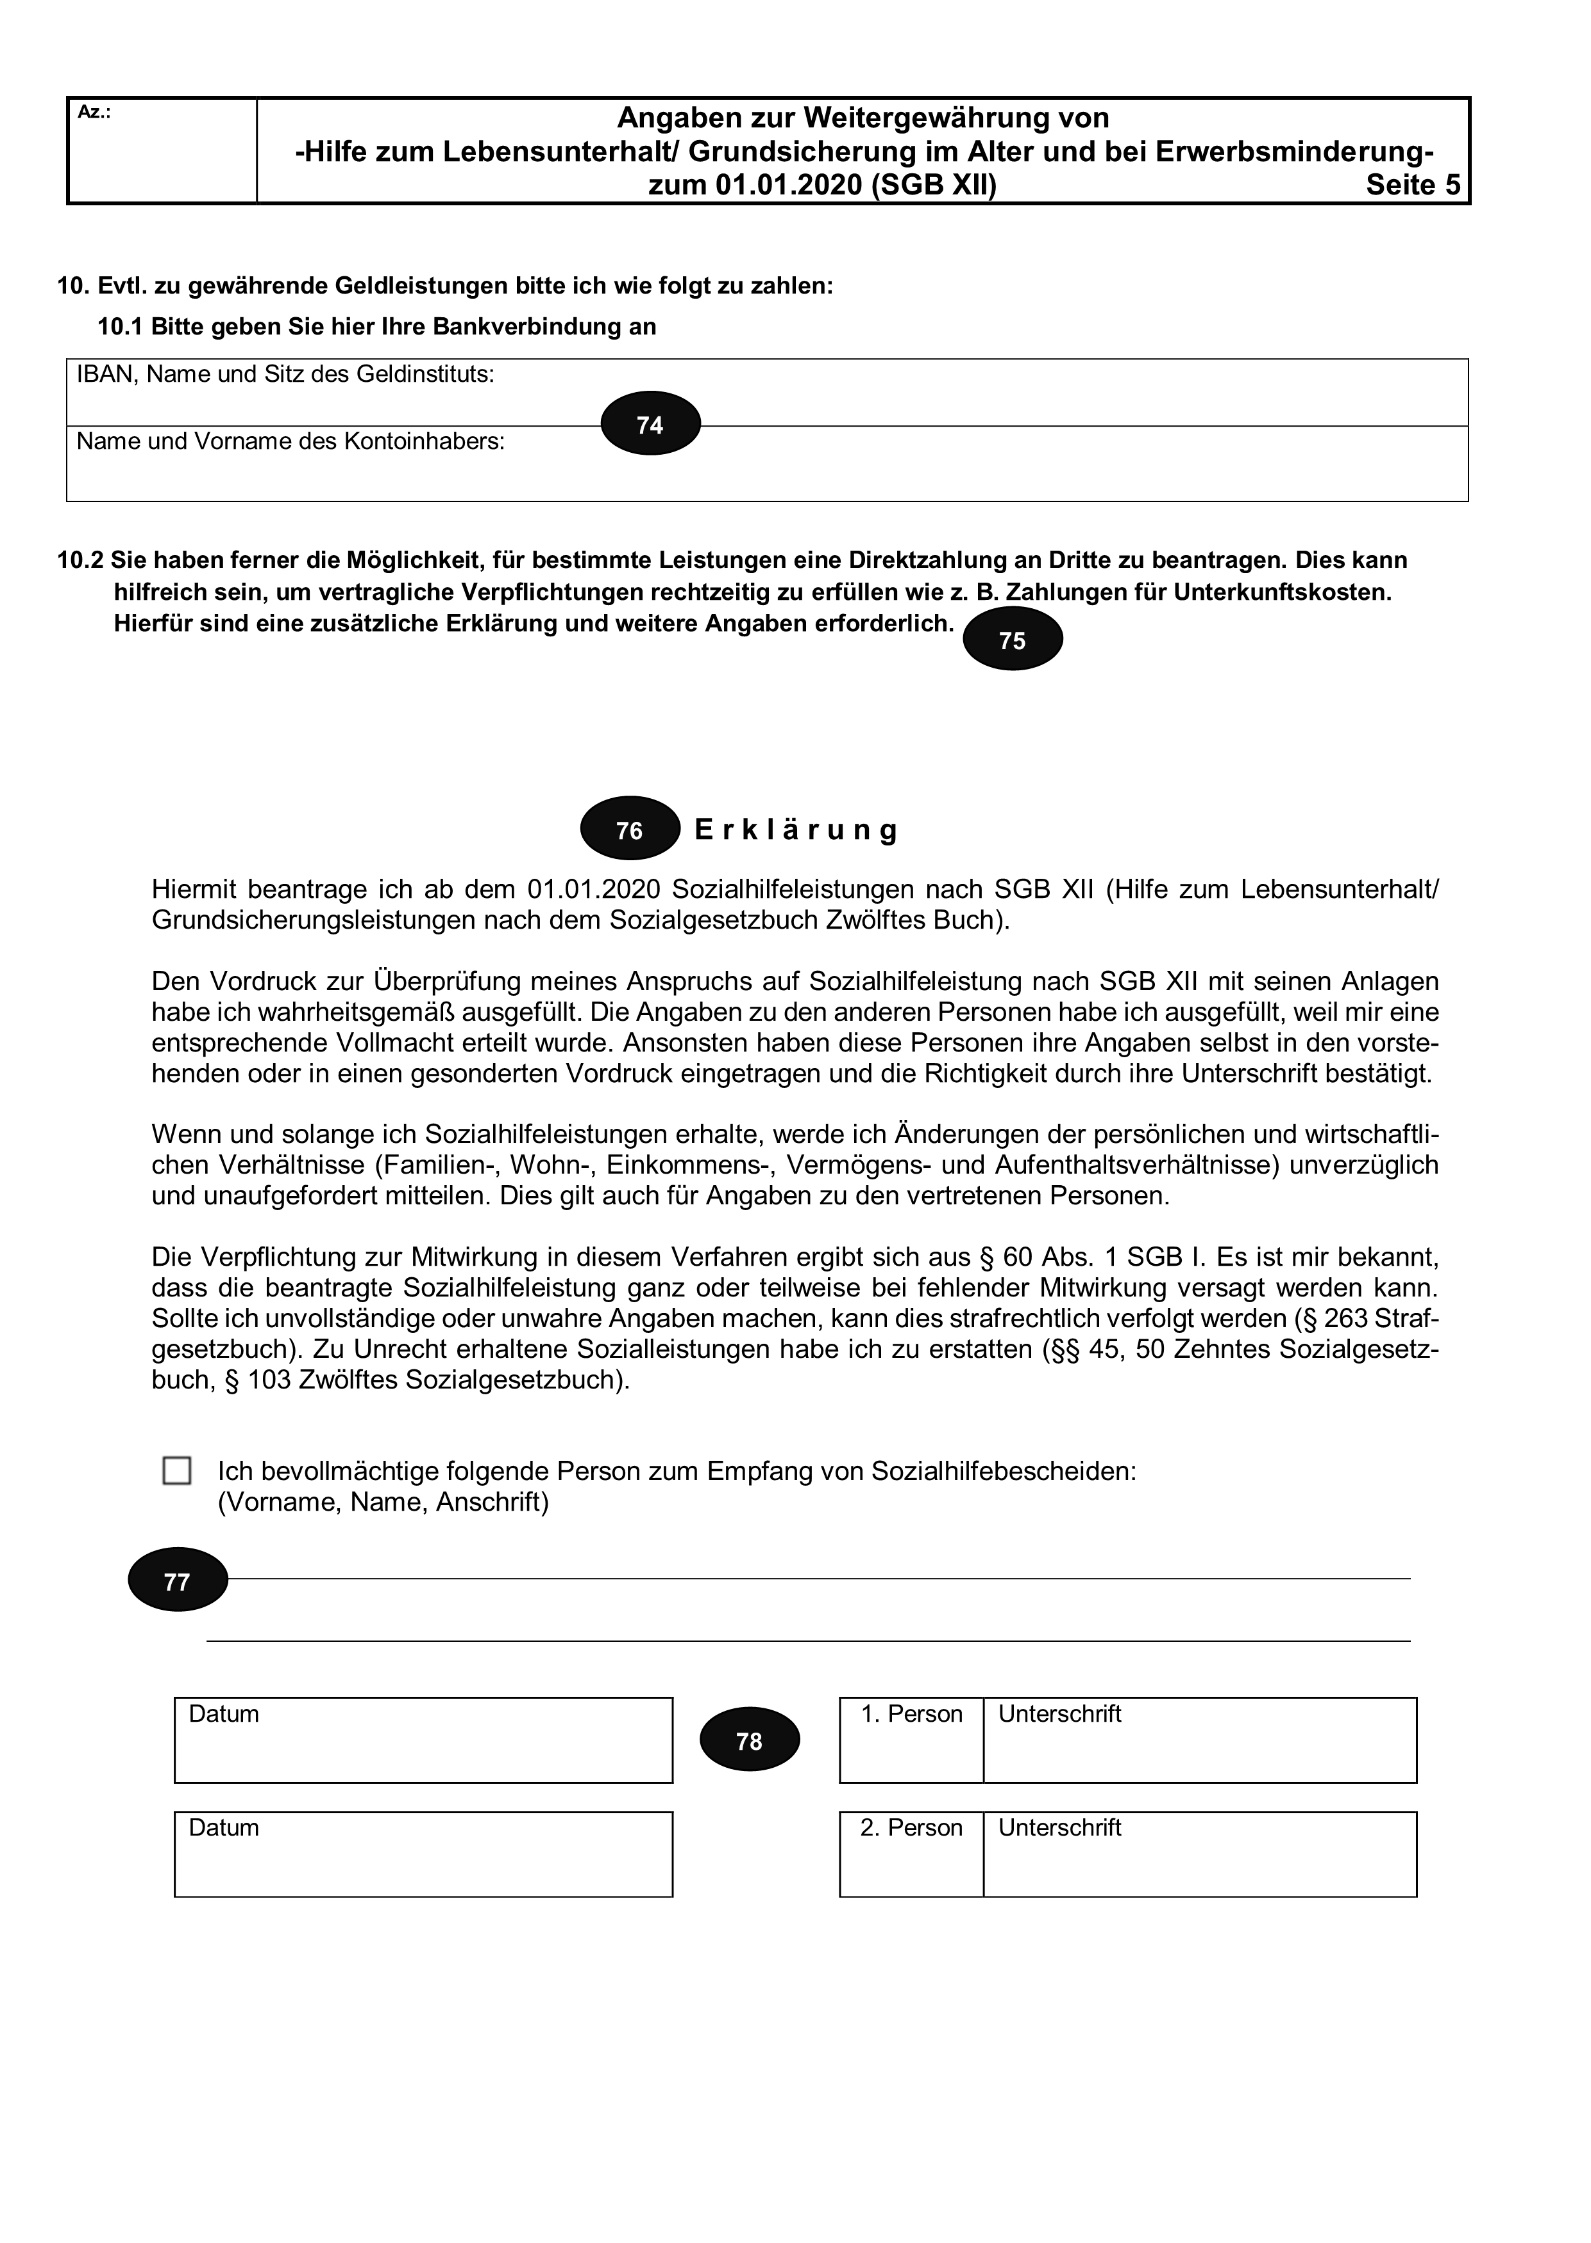 Az.:
Angaben zur Weitergewährung von
-Hilfe zum Lebensunterhalt/ Grundsicherung im Alter und bei Erwerbsminderung-
zum 01.01.2020 (SGB XII) Seite 5
10. Evtl. zu gewährende Geldleistungen bitte ich wie folgt zu zahlen:
10.1 Bitte geben Sie hier Ihre Bankverbindung an
IBAN, Name und Sitz des Geldinstituts:
74
Name und Vorname des Kontoinhabers:
10.2 Sie haben ferner die Möglichkeit, für bestimmte Leistungen eine Direktzahlung an Dritte zu beantragen. Dies kann
hilfreich sein, um vertragliche Verpflichtungen rechtzeitig zu erfüllen wie z. B. Zahlungen für Unterkunftskosten.
Hierfür sind eine zusätzliche Erklärung und weitere Angaben erforderlich. 75
76 E r k l ä r u n g
Hiermit beantrage ich ab dem 01.01.2020 Sozialhilfeleistungen nach SGB XII (Hilfe zum Lebensunterhalt/
Grundsicherungsleistungen nach dem Sozialgesetzbuch Zwölftes Buch).
Den Vordruck zur Überprüfung meines Anspruchs auf Sozialhilfeleistung nach SGB XII mit seinen Anlagen
habe ich wahrheitsgemäß ausgefüllt. Die Angaben zu den anderen Personen habe ich ausgefüllt, weil mir eine
entsprechende Vollmacht erteilt wurde. Ansonsten haben diese Personen ihre Angaben selbst in den vorste-
henden oder in einen gesonderten Vordruck eingetragen und die Richtigkeit durch ihre Unterschrift bestätigt.
Wenn und solange ich Sozialhilfeleistungen erhalte, werde ich Änderungen der persönlichen und wirtschaftli-
chen Verhältnisse (Familien-, Wohn-, Einkommens-, Vermögens- und Aufenthaltsverhältnisse) unverzüglich
und unaufgefordert mitteilen. Dies gilt auch für Angaben zu den vertretenen Personen.
Die Verpflichtung zur Mitwirkung in diesem Verfahren ergibt sich aus § 60 Abs. 1 SGB I. Es ist mir bekannt,
dass die beantragte Sozialhilfeleistung ganz oder teilweise bei fehlender Mitwirkung versagt werden kann.
Sollte ich unvollständige oder unwahre Angaben machen, kann dies strafrechtlich verfolgt werden (§ 263 Straf-
gesetzbuch). Zu Unrecht erhaltene Sozialleistungen habe ich zu erstatten (§§ 45, 50 Zehntes Sozialgesetz-
buch, § 103 Zwölftes Sozialgesetzbuch).
Ich bevollmächtige folgende Person zum Empfang von Sozialhilfebescheiden:
(Vorname, Name, Anschrift)
77
Datum 78 1. Person Unterschrift
Datum 2. Person Unterschrift